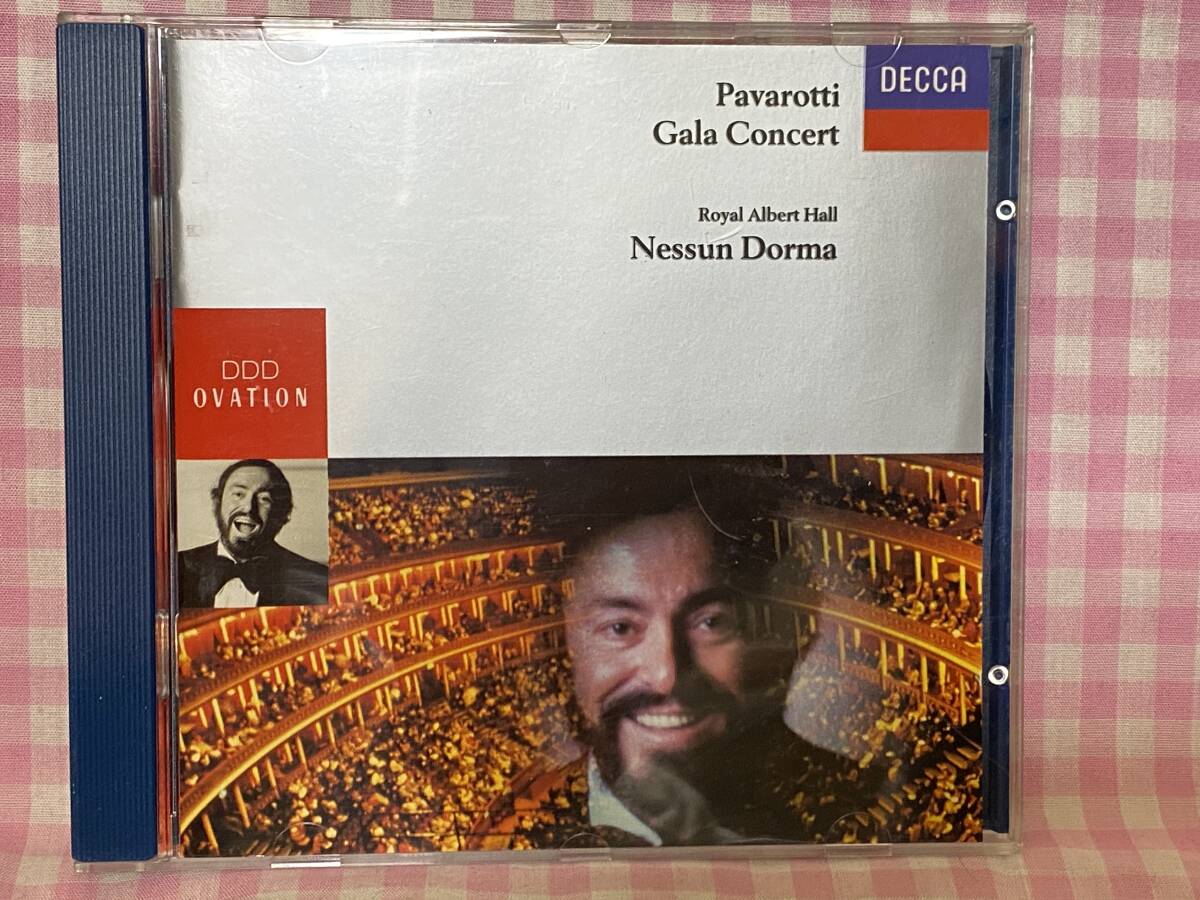 Pavarotti
Gala Concert
DECCA
Royal Albert Hall
Nessun Dorma
DDD
OVATION